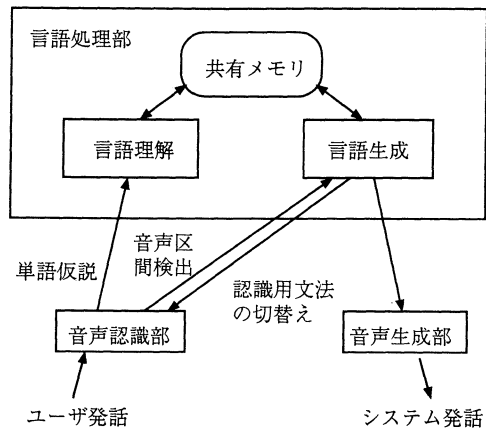 言語処理部
共有メモリ
言語理解
言語生成
単語仮説
音声区
間検出
認識用文法
の切替え
音声認識部
音声生成部
ユーザ発話
システム発話